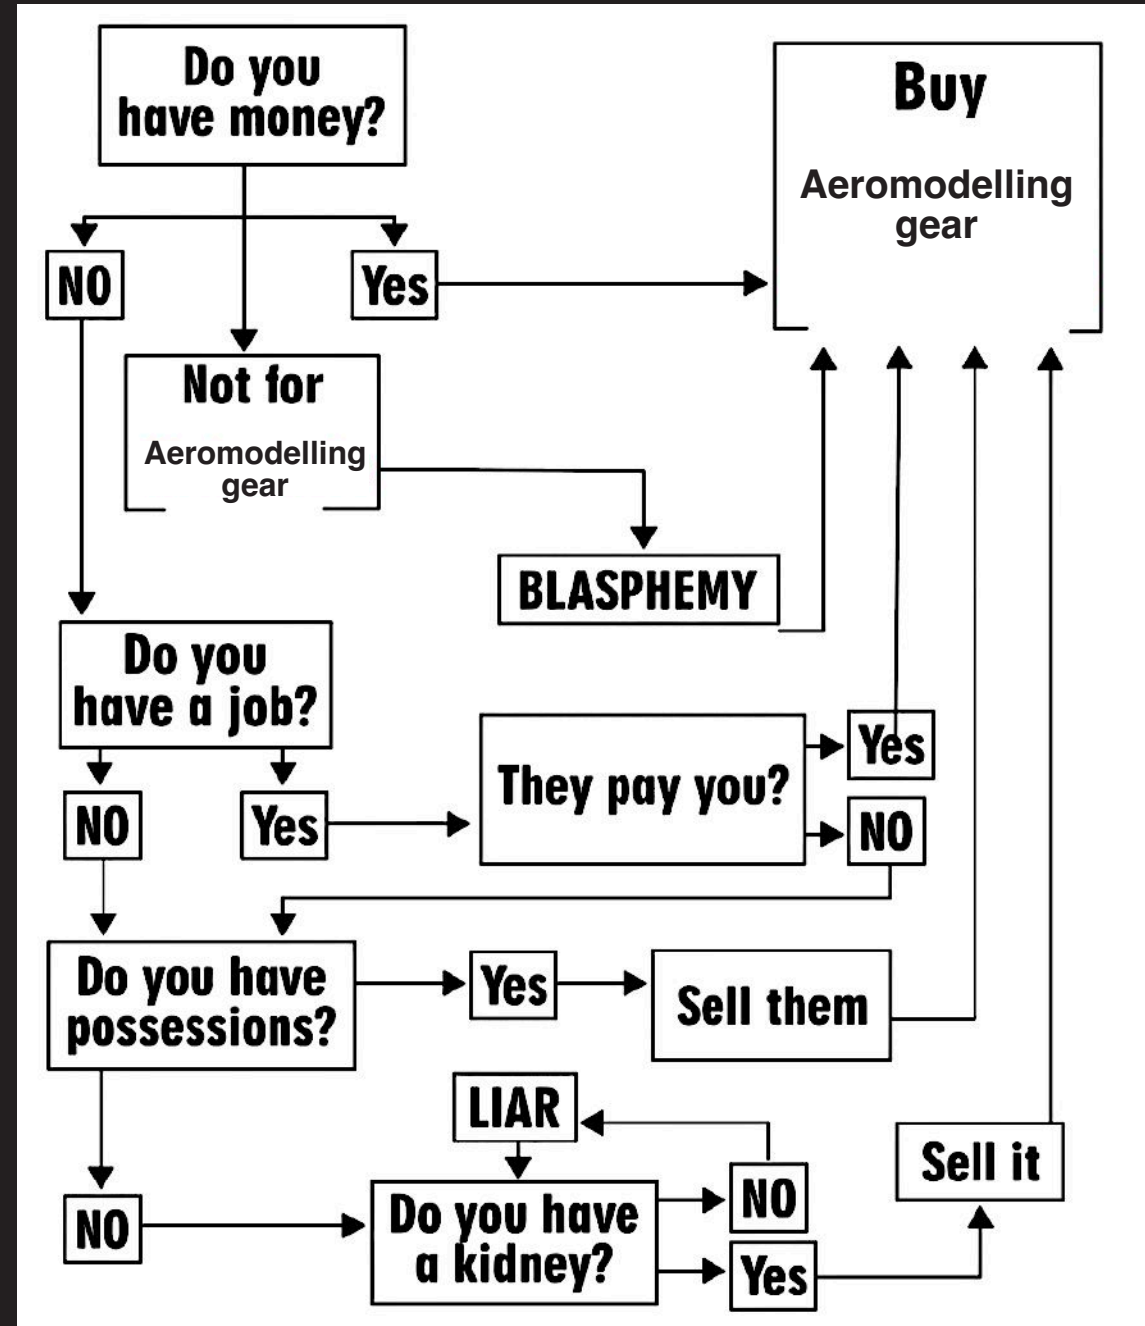 Do you
have money?
Buy
Aeromodelling
gear
NO
Yes
Not for
Aeromodelling
gear
BLASPHEMY
Do you
have a job?
They pay you?
Yes
NO
NO
Yes
Do you have
possessions?
Yes
Sell them
LIAR
Sell it
NO
Do you have
a kidney?
NO
Yes